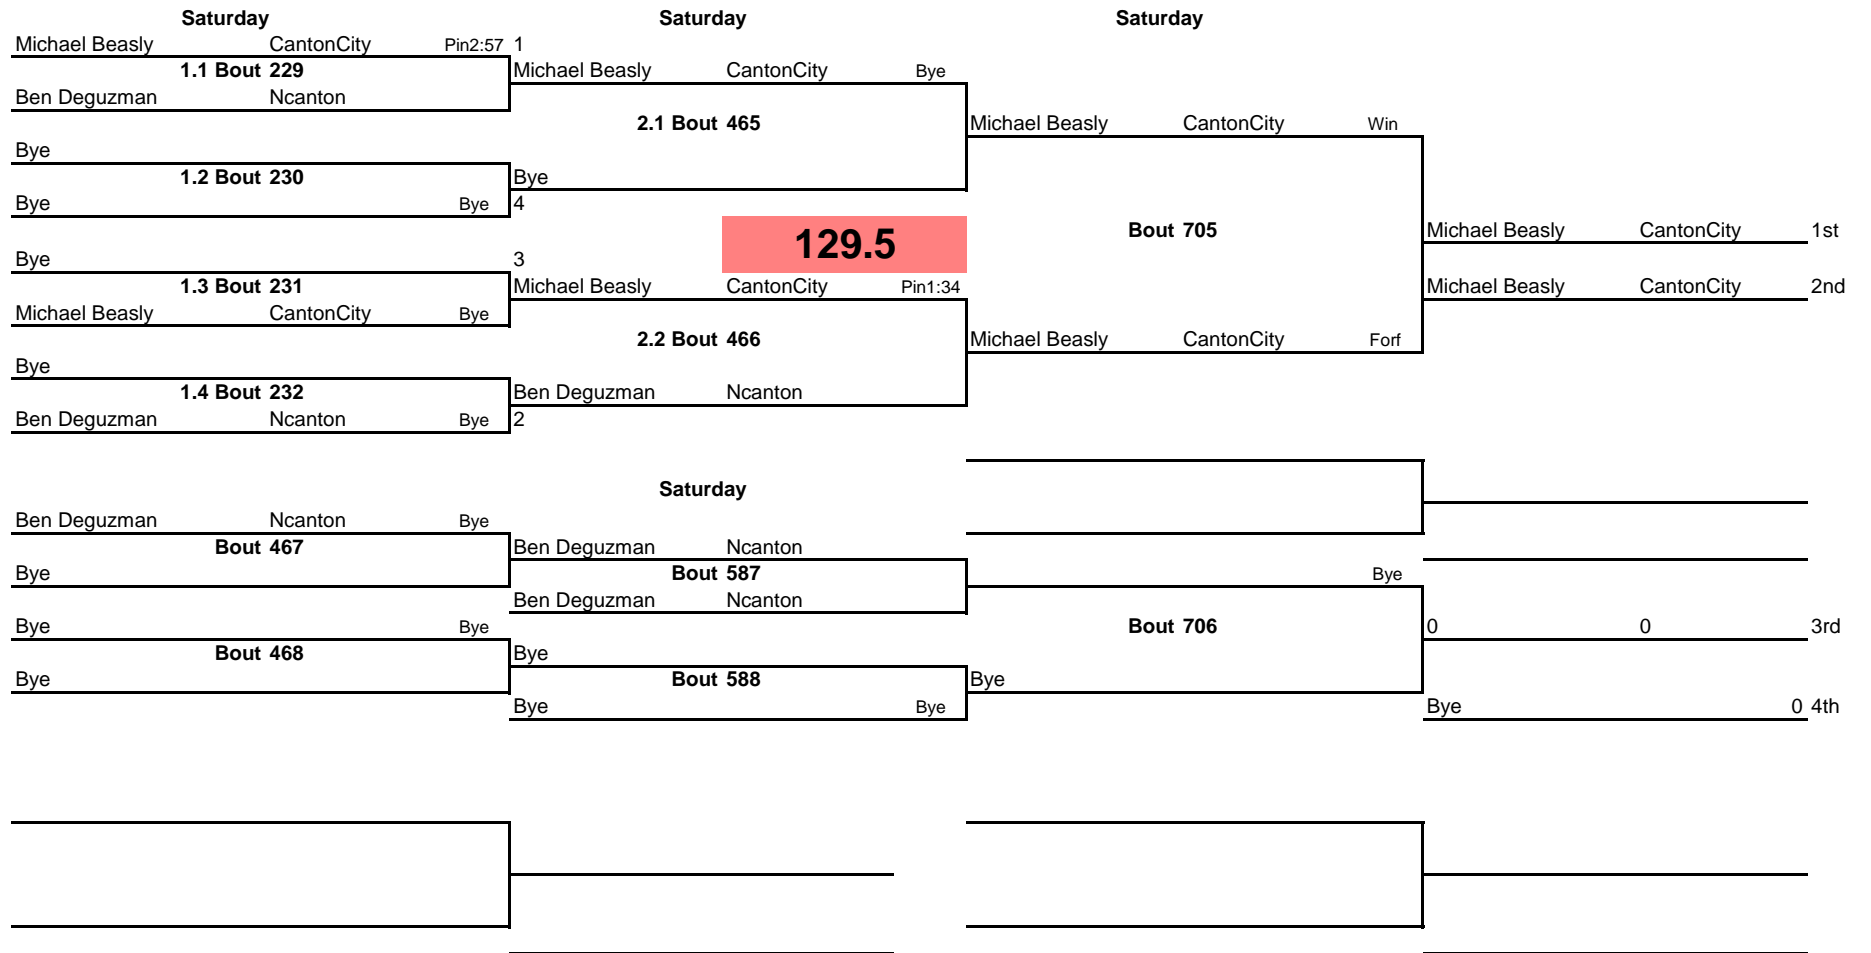 Saturday Saturday Saturday
Michael Beasly CantonCity Pin2:57 1
1.1 Bout 229 Michael Beasly CantonCity Bye
Ben Deguzman Ncanton
2.1 Bout 465 Michael Beasly CantonCity Win
Bye
1.2 Bout 230 Bye
Bye Bye 4
129.5 Bout 705 Michael Beasly CantonCity 1st
Bye 3
1.3 Bout 231 Michael Beasly CantonCity Pin1:34 Michael Beasly CantonCity 2nd
Michael Beasly CantonCity Bye
2.2 Bout 466 Michael Beasly CantonCity Forf
Bye
1.4 Bout 232 Ben Deguzman Ncanton
Ben Deguzman Ncanton Bye 2
Saturday
Ben Deguzman Ncanton Bye
Bout 467 Ben Deguzman Ncanton
Bye Bout 587 Bye
Ben Deguzman Ncanton
Bye Bye Bout 706 0 0 3rd
Bout 468 Bye
Bye Bout 588 Bye
Bye Bye Bye 0 4th